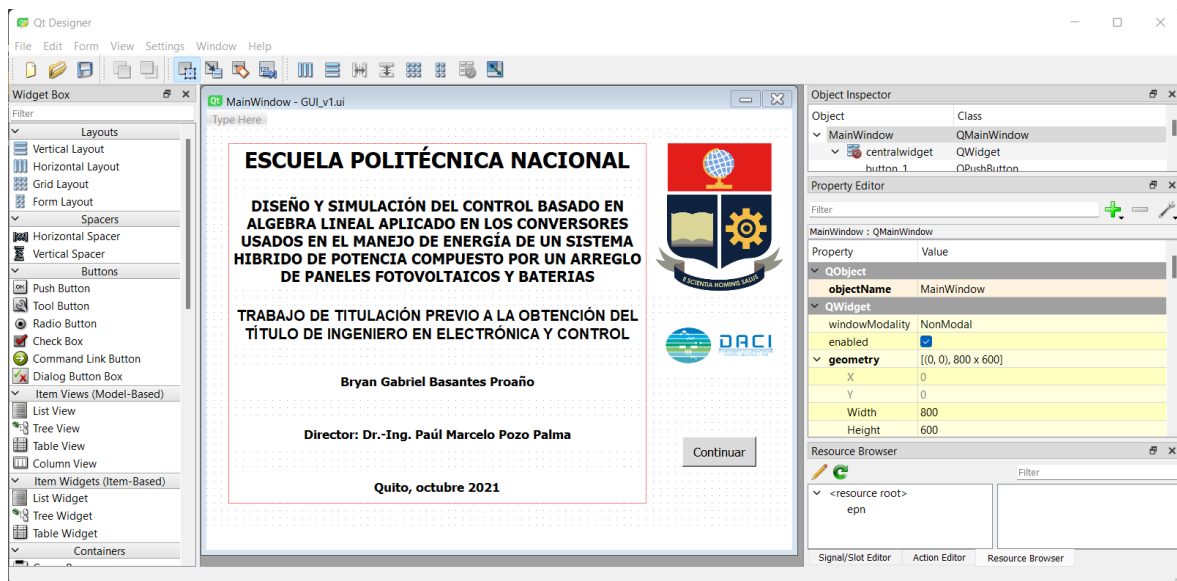 Qt Designer
File Edit Form View Settings Window Help
Widget Box
Filter
Layouts
Vertical Layout
Horizontal Layout
Grid Layout
Form Layout
Spacers
Horizontal Spacer
Vertical Spacer
Buttons
Push Button
Tool Button
Radio Button
Check Box
Command Link Button
Dialog Button Box
Item Views (Model-Based)
List View
Tree View
Table View
Column View
Item Widgets (Item-Based)
List Widget
Tree Widget
Table Widget
Containers
MainWindow - GUI_v1.ui
Type Here
ESCUELA POLITÉCNICA NACIONAL
DISEÑO Y SIMULACIÓN DEL CONTROL BASADO EN
ALGEBRA LINEAL APLICADO EN LOS CONVERSORES
USADOS EN EL MANEJO DE ENERGÍA DE UN SISTEMA
HIBRIDO DE POTENCIA COMPUESTO POR UN ARREGLO
DE PANELES FOTOVOLTAICOS Y BATERIAS
TRABAJO DE TITULACIÓN PREVIO A LA OBTENCIÓN DEL
TÍTULO DE INGENIERO EN ELECTRÓNICA Y CONTROL
Bryan Gabriel Basantes Proaño
Director: Dr.-Ing. Paúl Marcelo Pozo Palma
Quito, octubre 2021
E SCIENTIA HOMINIS SALUS
DACI
Continuar
Object Inspector
Object Class
MainWindow QMainWindow
centralwidget QWidget
button_1 QPushButton
Property Editor
Filter
MainWindow : QMainWindow
Property Value
QObject
objectName MainWindow
QWidget
windowModality NonModal
enabled
geometry [(0, 0), 800 x 600]
X 0
Y 0
Width 800
Height 600
Resource Browser
Filter
<resource root>
epn
Signal/Slot Editor Action Editor Resource Browser